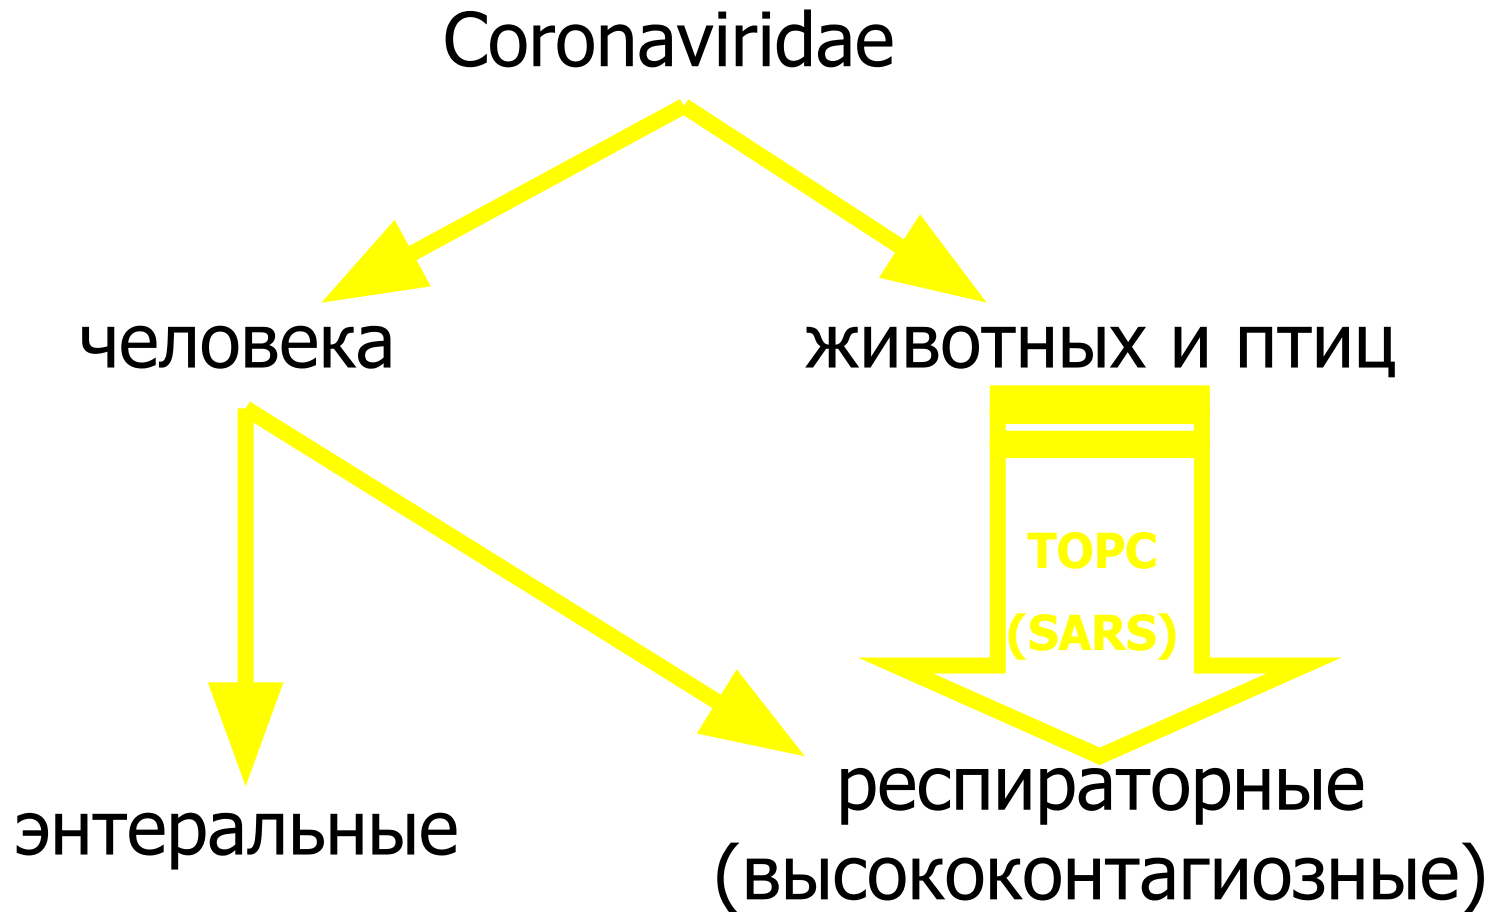 Coronaviridae
человека
животных и птиц
ТОРС
(SARS)
энтеральные
респираторные
(высококонтагиозные)